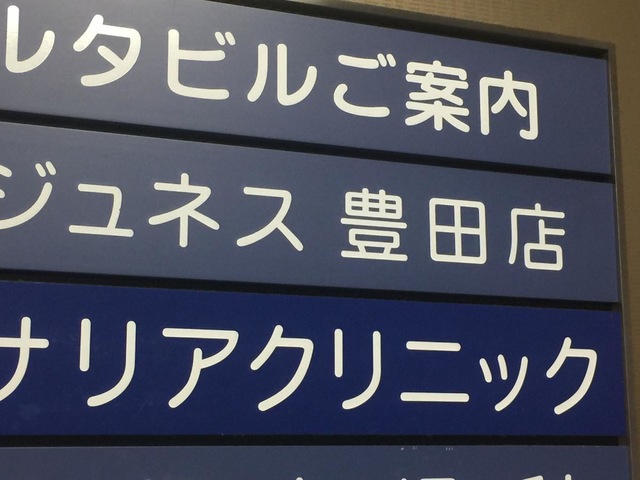 ルタビルご案内
ジュネス 豊田店
ナリアクリニック